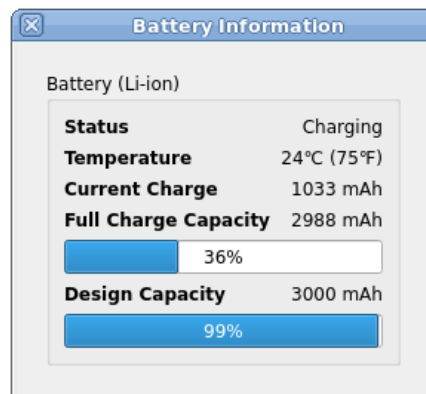 Battery Information
Battery (Li-ion)
Status Charging
Temperature 24°C (75°F)
Current Charge 1033 mAh
Full Charge Capacity 2988 mAh
36%
Design Capacity 3000 mAh
99%